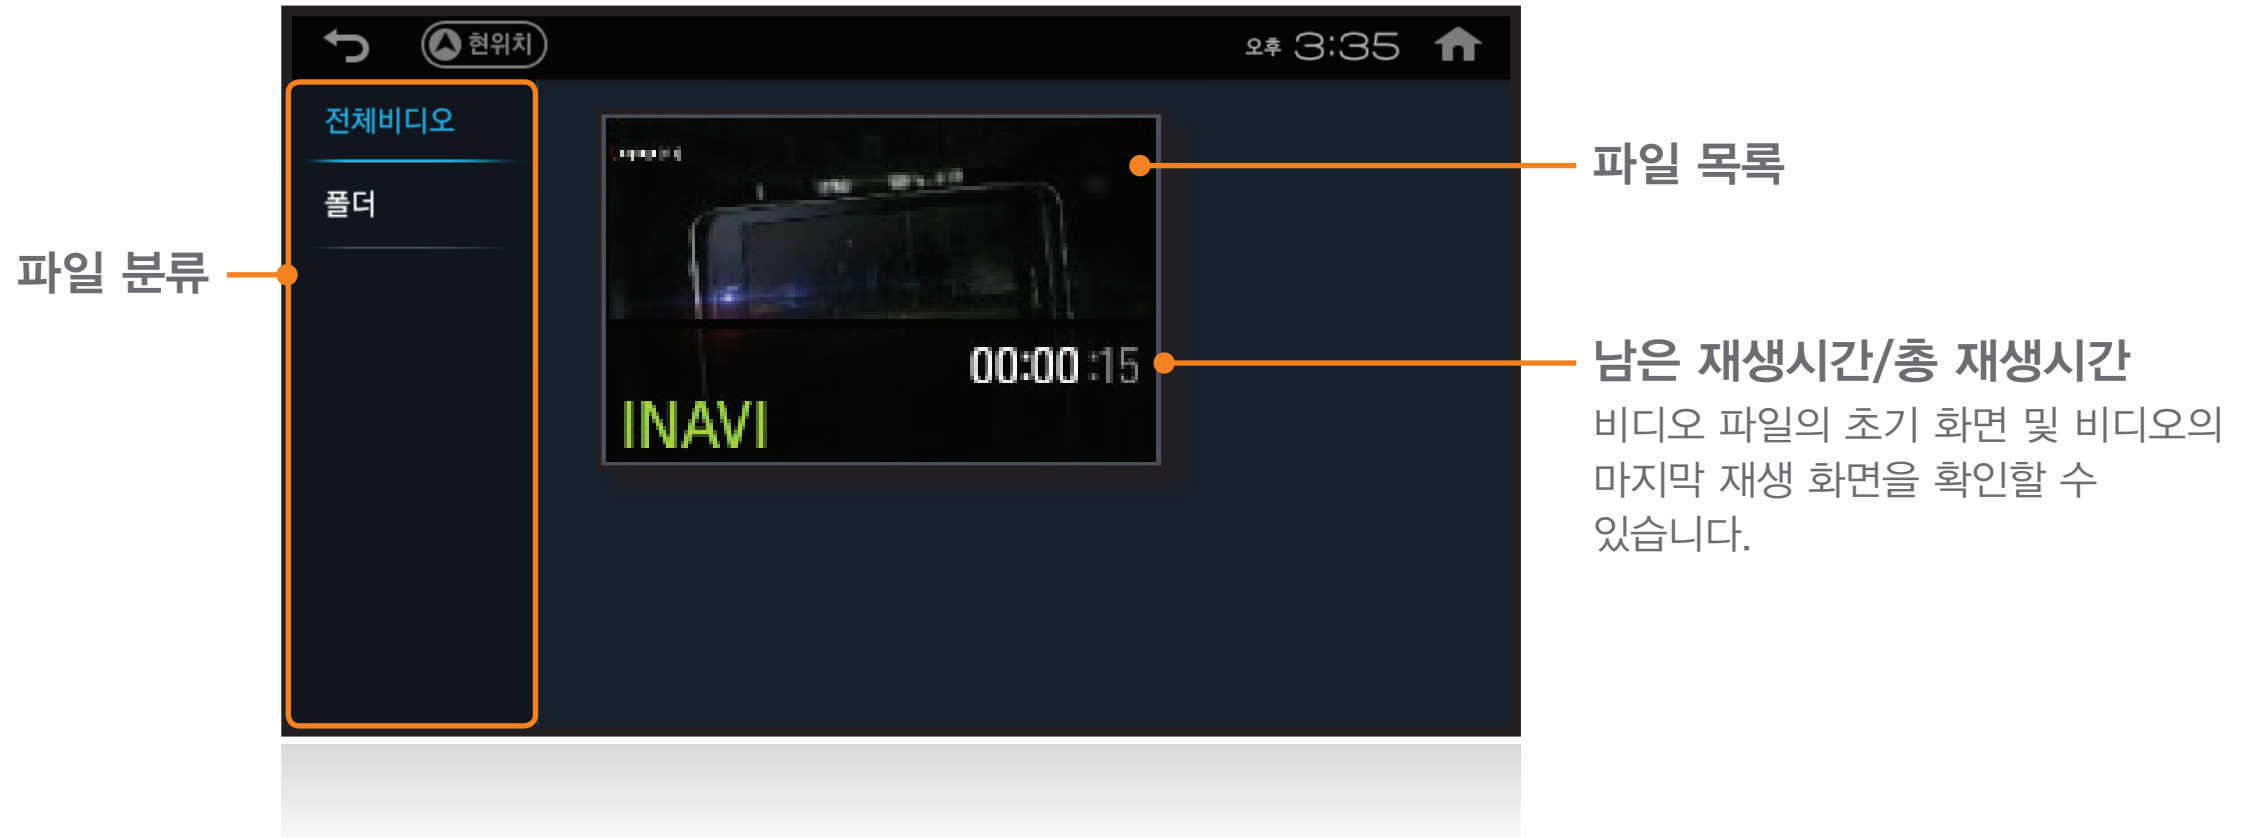 현위치
오후 3:35
전체비디오
폴더
파일 분류
00:00 :15
INAVI
파일 목록
남은 재생시간/총 재생시간
비디오 파일의 초기 화면 및 비디오의
마지막 재생 화면을 확인할 수
있습니다.